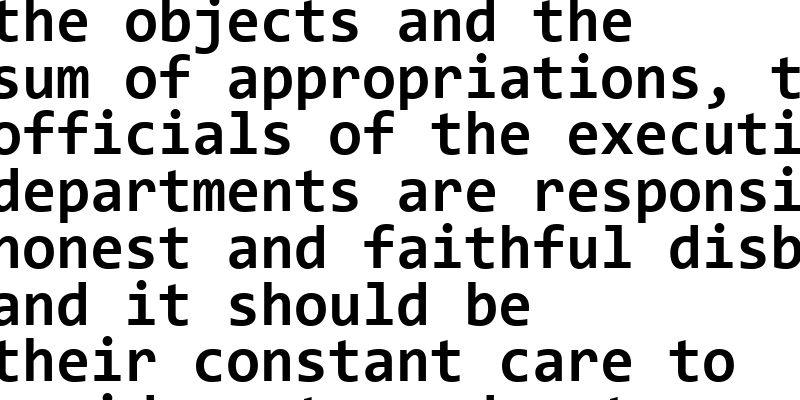 the objects and the
sum of appropriations, t
officials of the executi
departments are responsi
honest and faithful disb
and it should be
their constant care to